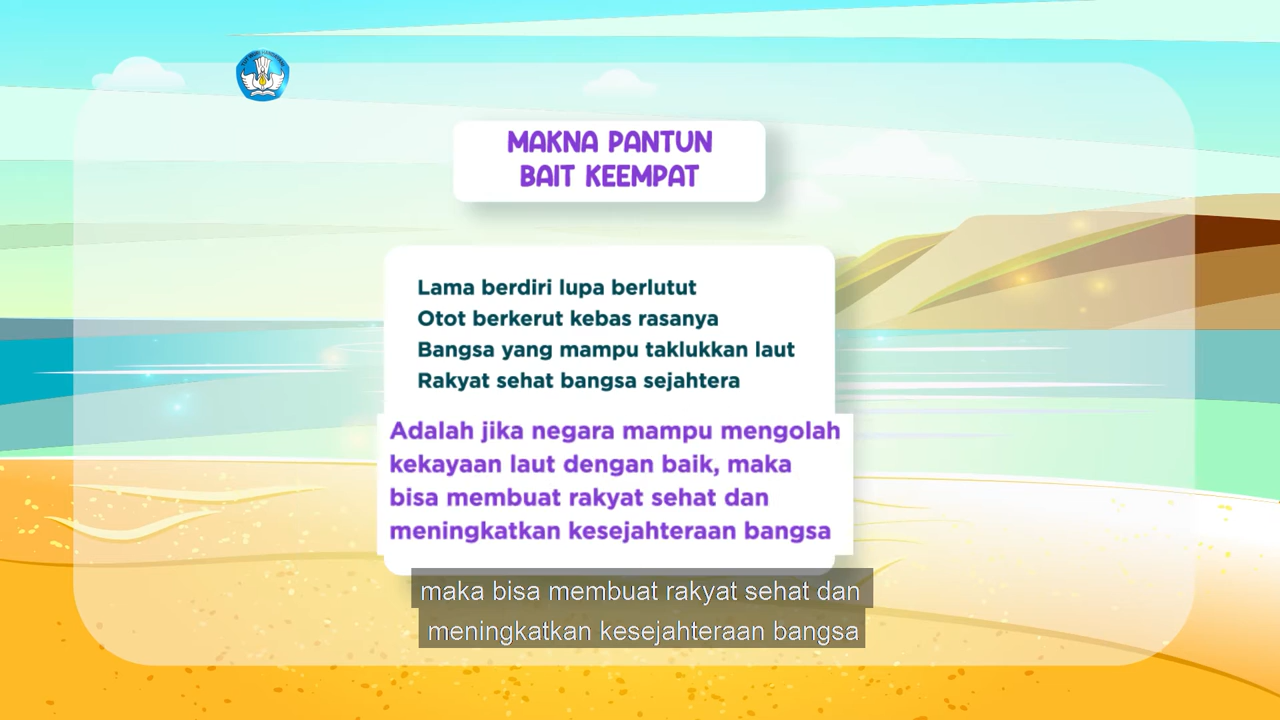 MAKNA PANTUN
BAIT KEEMPAT
Lama berdiri lupa berlutut
Otot berkerut kebas rasanya
Bangsa yang mampu taklukkan laut
Rakyat sehat bangsa sejahtera
Adalah jika negara mampu mengolah
kekayaan laut dengan baik, maka
bisa membuat rakyat sehat dan
meningkatkan kesejahteraan bangsa
maka bisa membuat rakyat sehat dan
meningkatkan kesejahteraan bangsa